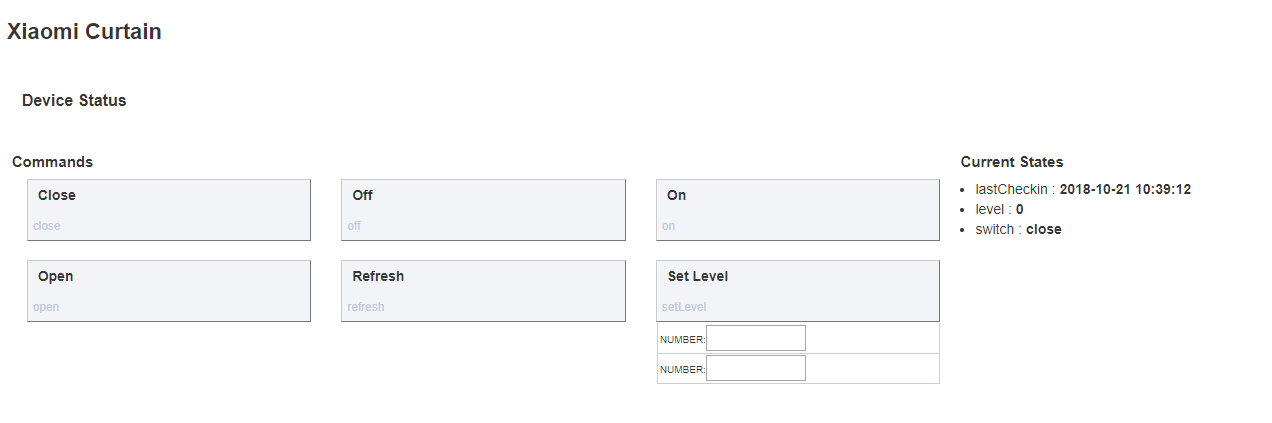 Xiaomi Curtain
Device Status
Commands
Close
close
Off
off
On
on
Open
open
Refresh
refresh
Set Level
setLevel
NUMBER:
NUMBER:
Current States
lastCheckin : 2018-10-21 10:39:12
level : 0
switch : close